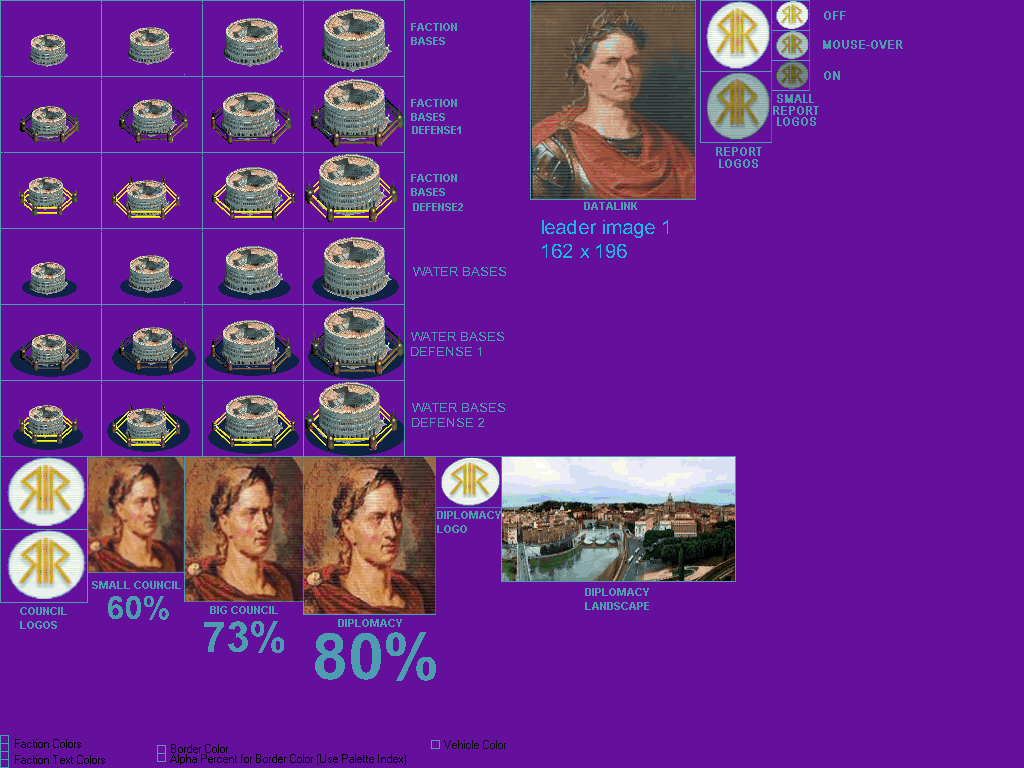 FACTION
BASES
FACTION
BASES
DEFENSE1
FACTION
BASES
DEFENSE2
WATER BASES
WATER BASES
DEFENSE 1
WATER BASES
DEFENSE 2
DATALINK
leader image 1
162 x 196
REPORT
LOGOS
OFF
MOUSE-OVER
ON
SMALL
REPORT
LOGOS
COUNCIL
LOGOS
SMALL COUNCIL
60%
BIG COUNCIL
73%
DIPLOMACY
80%
DIPLOMACY
LOGO
DIPLOMACY
LANDSCAPE
Faction Colors
Faction Text Colors
Border Color
Alpha Percent for Border Color [Use Palette Index]
Vehicle Color